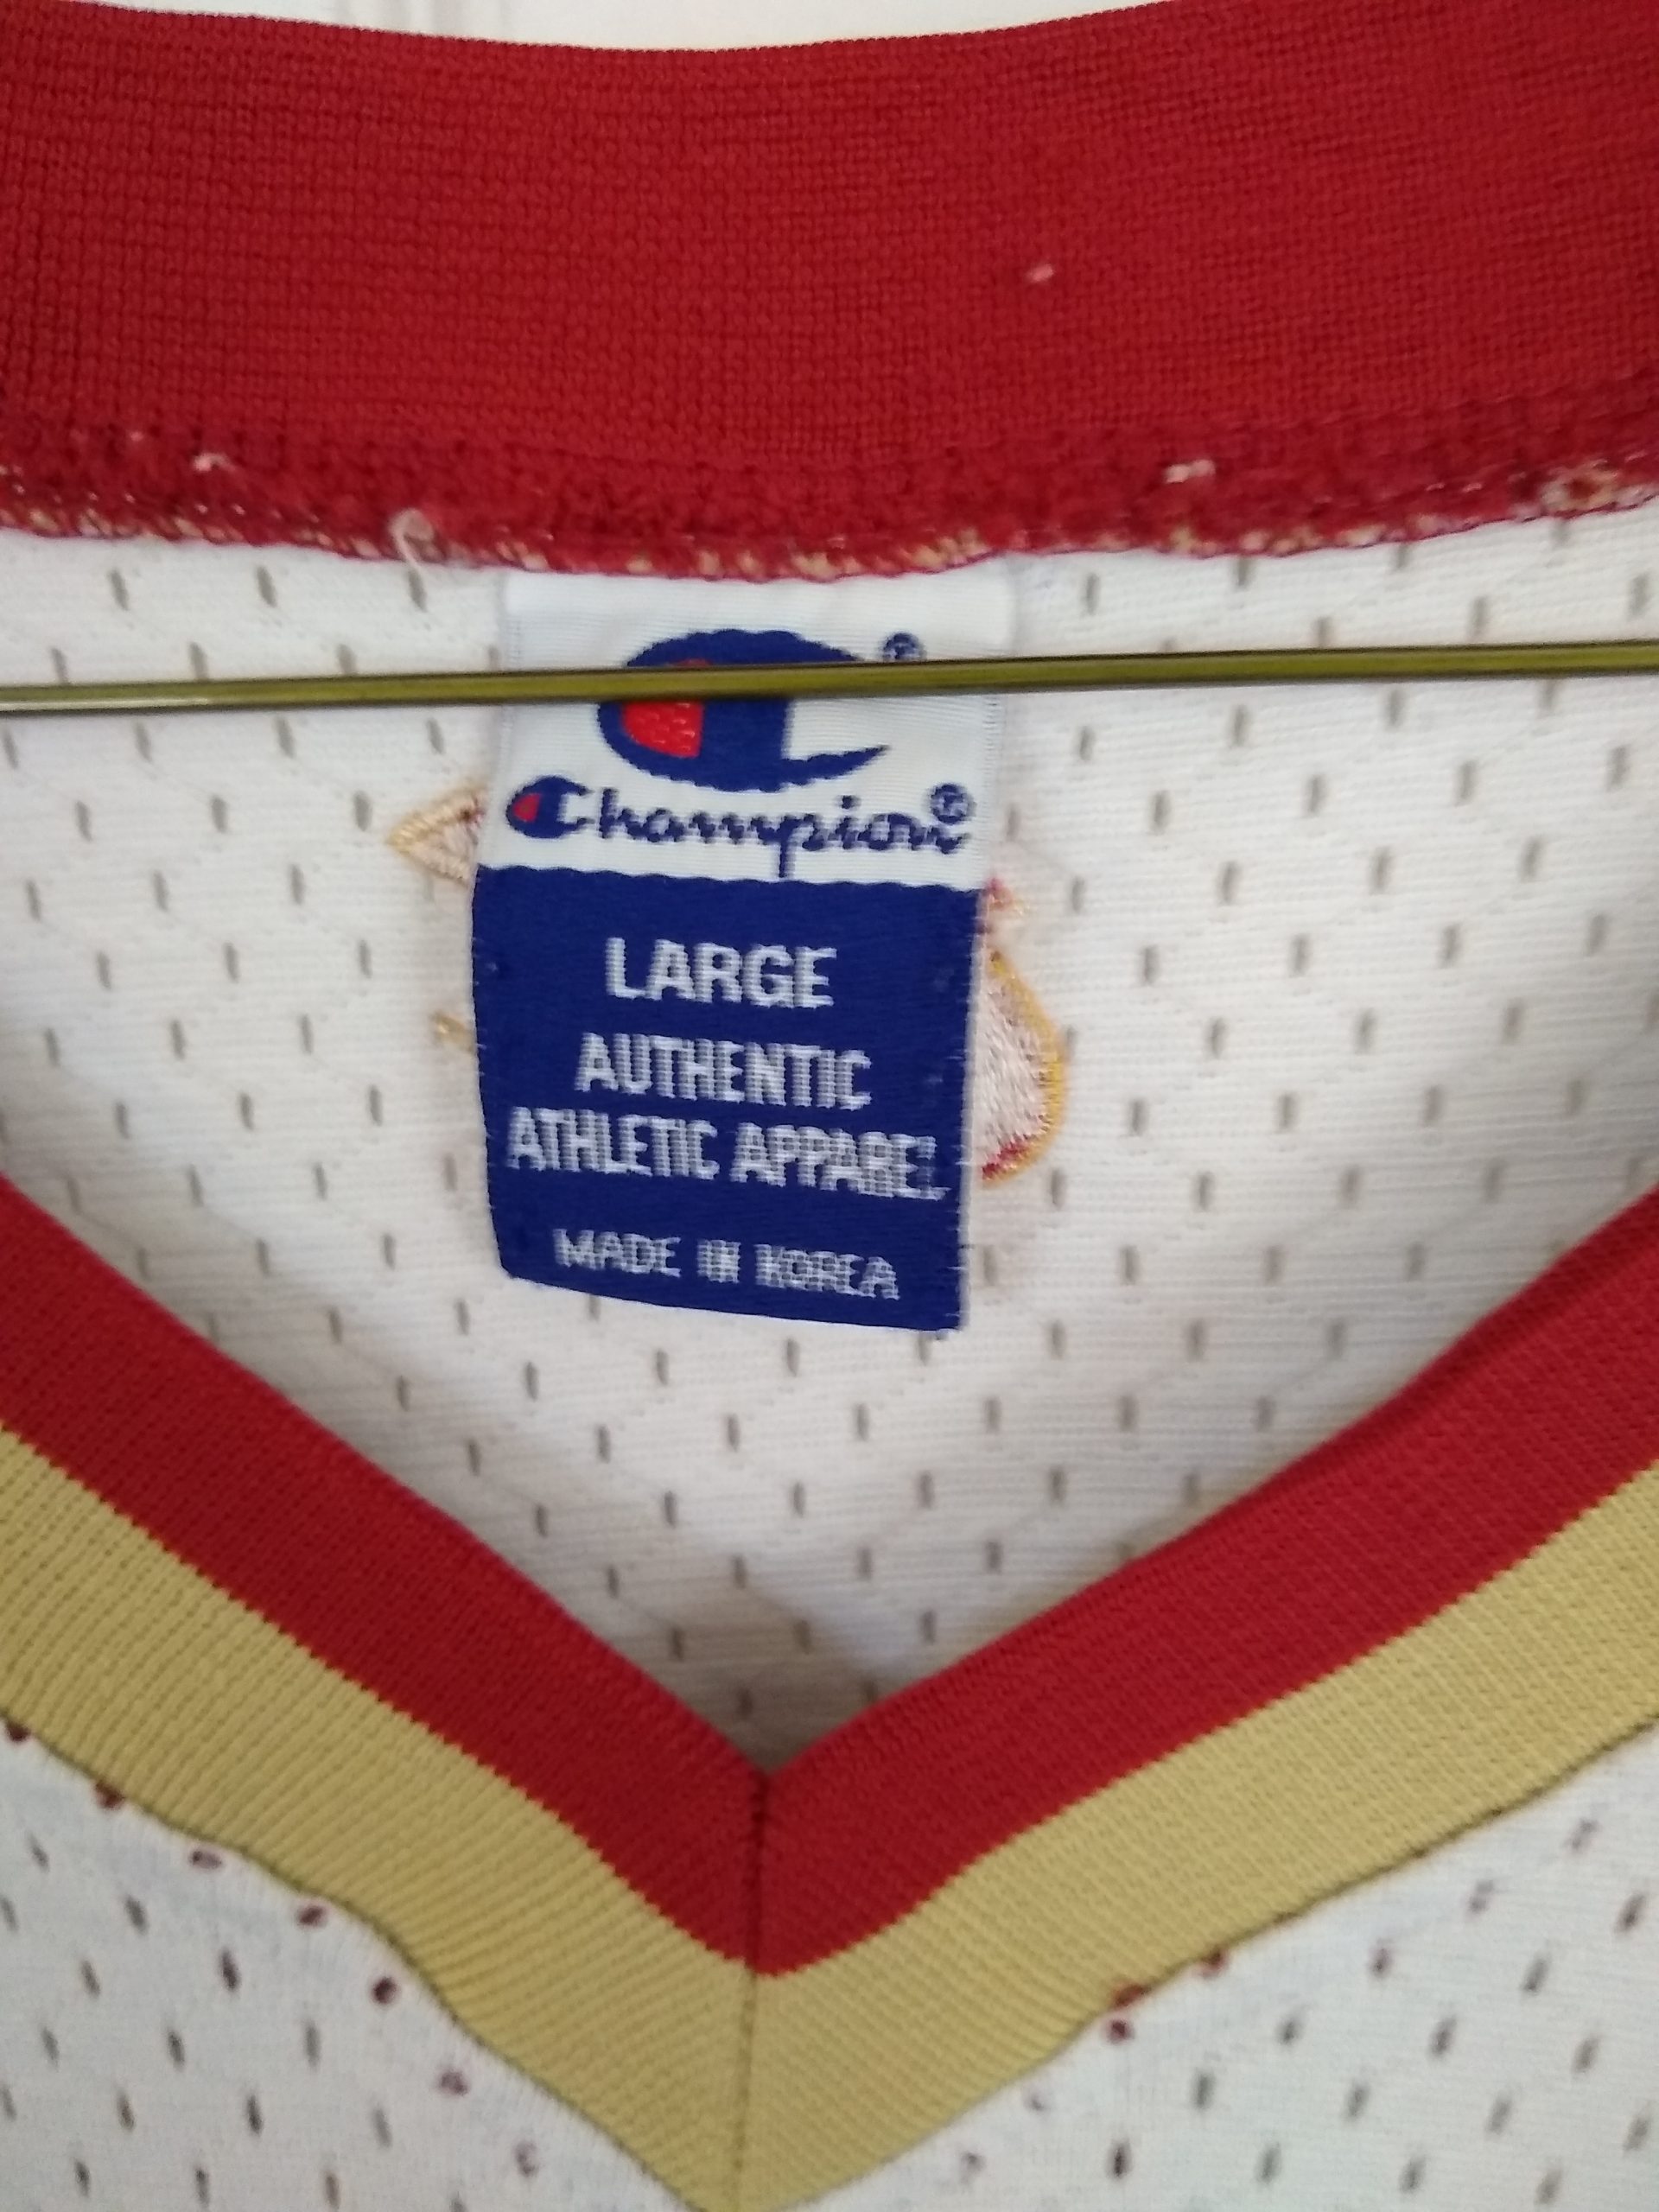 ®
Champion®
LARGE
AUTHENTIC
ATHLETIC APPAREL
MADE IN KOREA